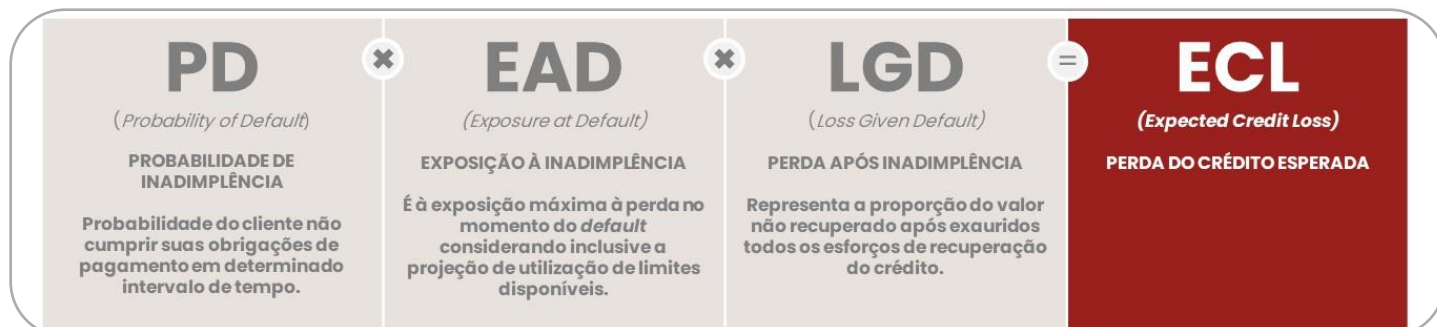 PD
(Probability of Default)
PROBABILIDADE DE
INADIMPLÊNCIA
Probabilidade do cliente não
cumprir suas obrigações de
pagamento em determinado
intervalo de tempo.
✖
EAD
(Exposure at Default)
EXPOSIÇÃO À INADIMPLÊNCIA
É à exposição máxima à perda no
momento do default
considerando inclusive a
projeção de utilização de limites
disponíveis.
✖
LGD
(Loss Given Default)
PERDA APÓS INADIMPLÊNCIA
Representa a proporção do valor
não recuperado após exauridos
todos os esforços de recuperação
do crédito.
=
ECL
(Expected Credit Loss)
PERDA DO CRÉDITO ESPERADA